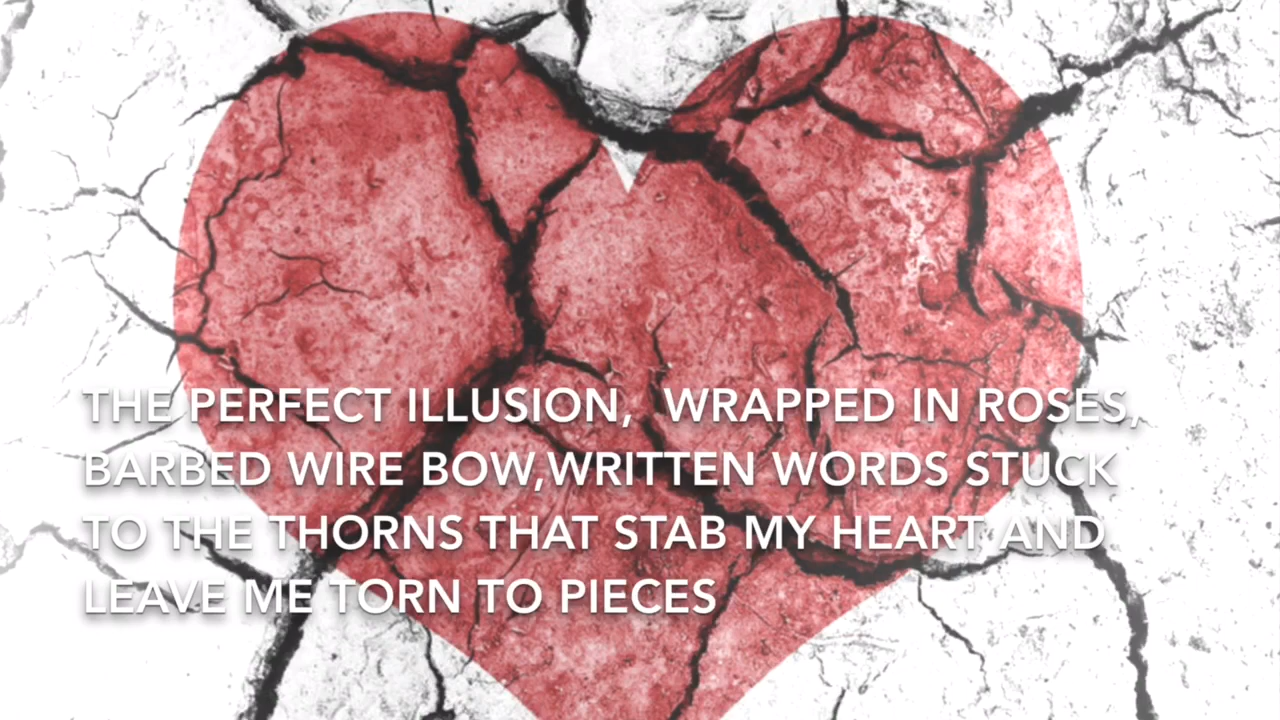 THE PERFECT ILLUSION,  WRAPPED IN ROSES,
BARBED WIRE BOW,WRITTEN WORDS STUCK
TO THE THORNS THAT STAB MY HEART AND
LEAVE ME TORN TO PIECES